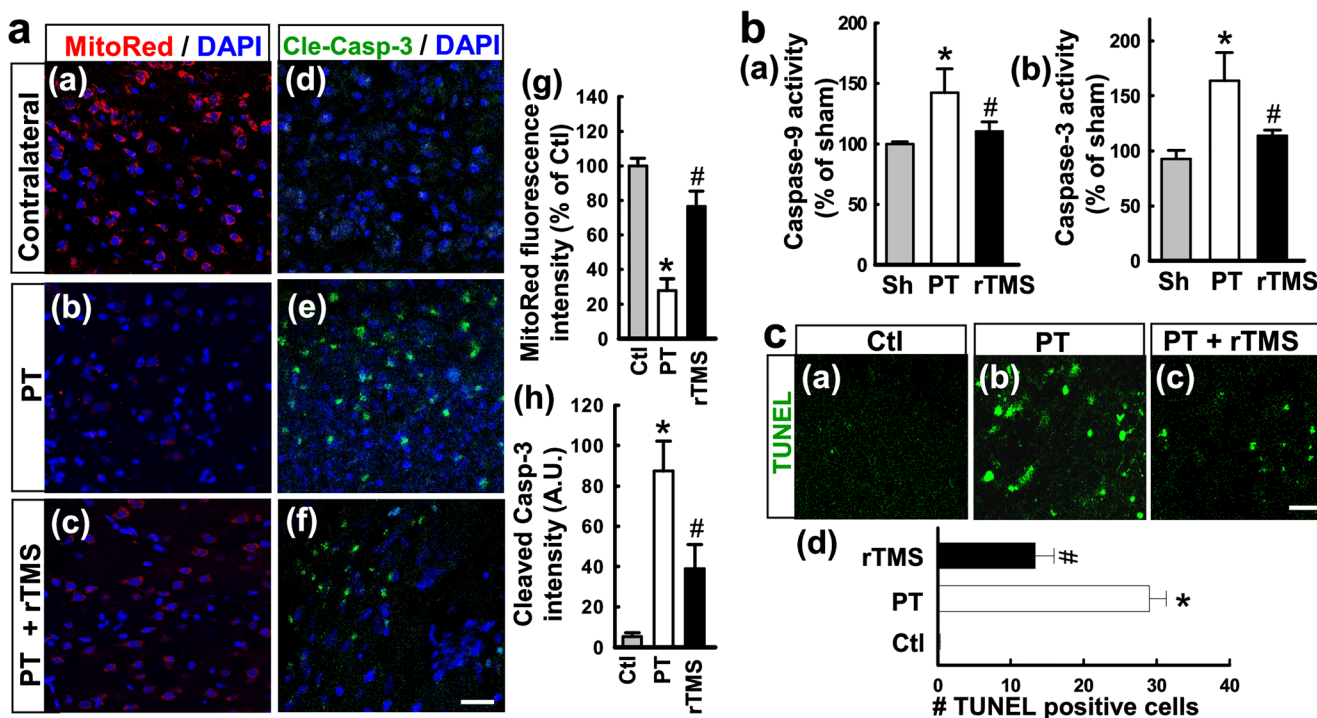 a
MitoRed / DAPI
Cle-Casp-3 / DAPI
Contralateral
(a)
(d)
PT
(b)
(e)
PT + rTMS
(c)
(f)
(g)
MitoRed fluorescence
intensity (% of Ctl)
140
120
100
80
60
40
20
0
*
#
Ctl
PT
rTMS
(h)
Cleaved Casp-3
intensity (A.U.)
120
100
80
60
40
20
0
*
#
Ctl
PT
rTMS
b
(a)
Caspase-9 activity
(% of sham)
200
150
100
50
0
*
#
Sh PT rTMS
(b)
Caspase-3 activity
(% of sham)
200
150
100
50
*
#
Sh PT rTMS
c
Ctl
PT
PT + rTMS
TUNEL
(a)
(b)
(c)
(d)
rTMS
#
PT
*
Ctl
0 10 20 30 40
# TUNEL positive cells